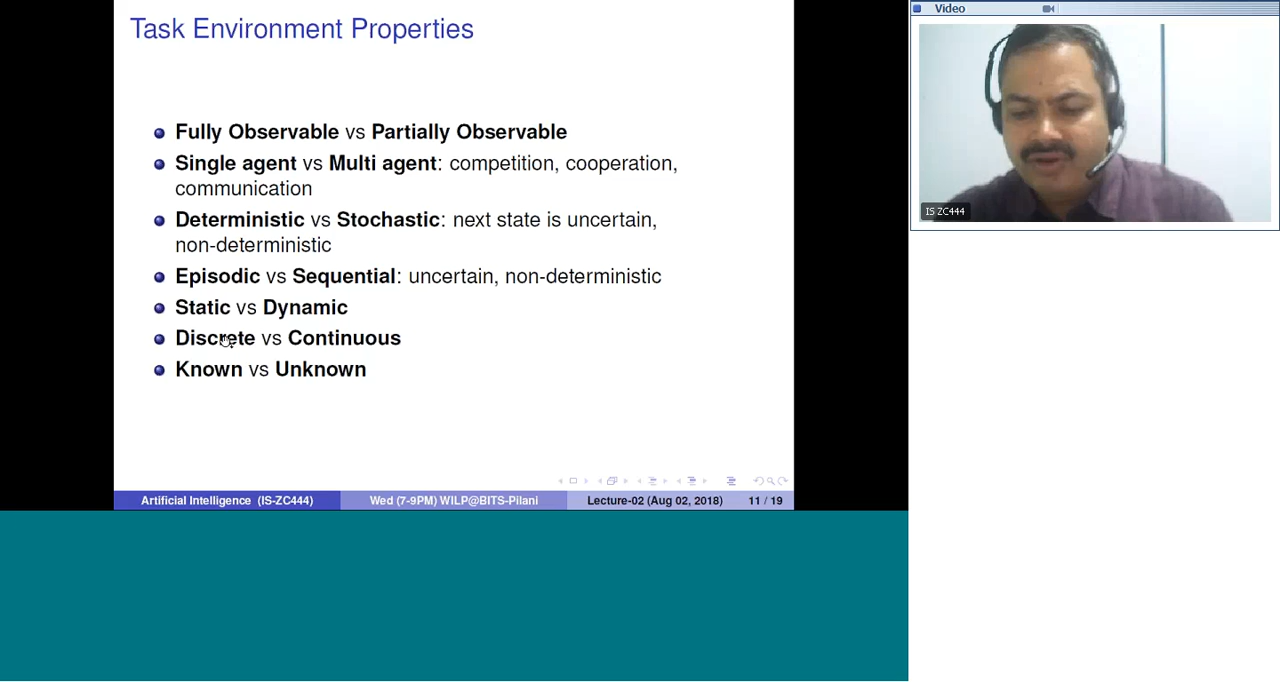 Task Environment Properties
Fully Observable vs Partially Observable
Single agent vs Multi agent: competition, cooperation,
communication
Deterministic vs Stochastic: next state is uncertain,
non-deterministic
Episodic vs Sequential: uncertain, non-deterministic
Static vs Dynamic
Discrete vs Continuous
Known vs Unknown
Artificial Intelligence (IS-ZC444) Wed (7-9PM) WILP@BITS-Pilani Lecture-02 (Aug 02, 2018) 11 / 19
Video
IS ZC444